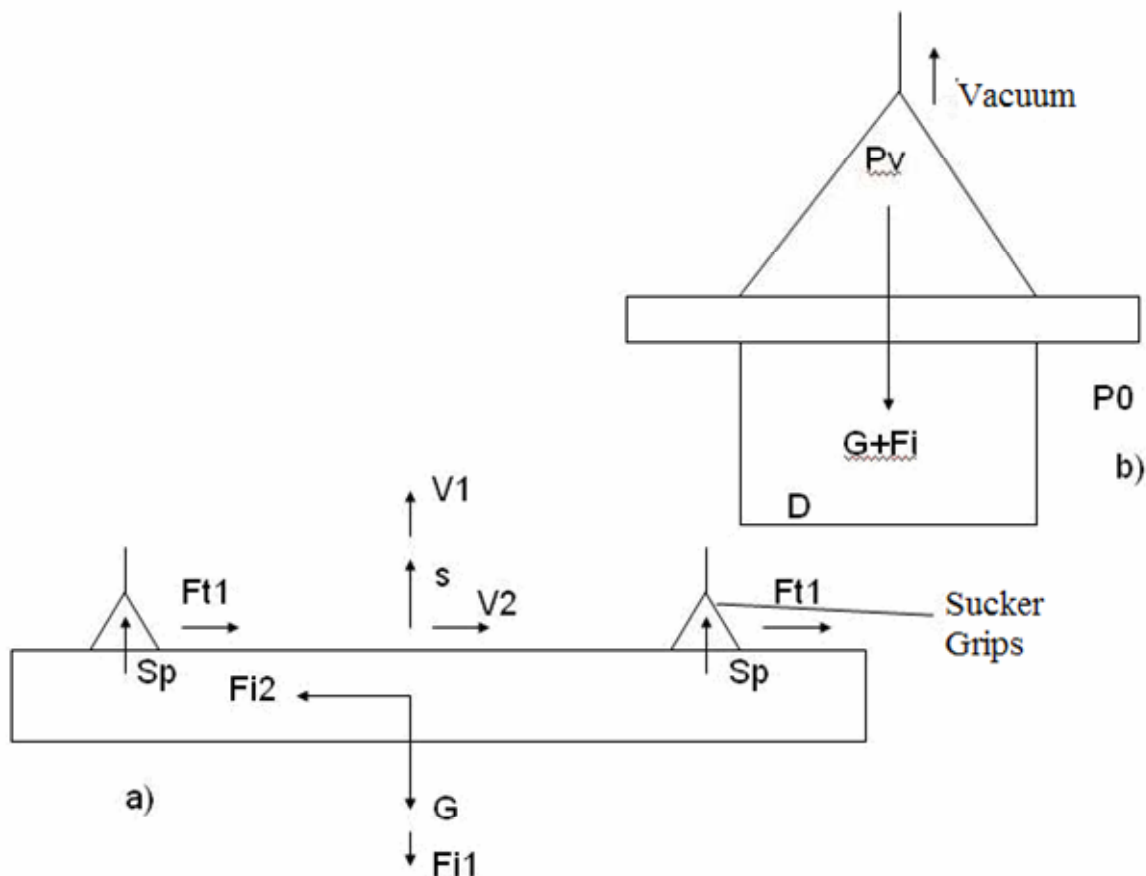 Vacuum
Pv
P0
G+Fi
b)
D
V1
s
Ft1
V2
Ft1
Sucker
Grips
Sp
Sp
Fi2
a)
G
Fi1